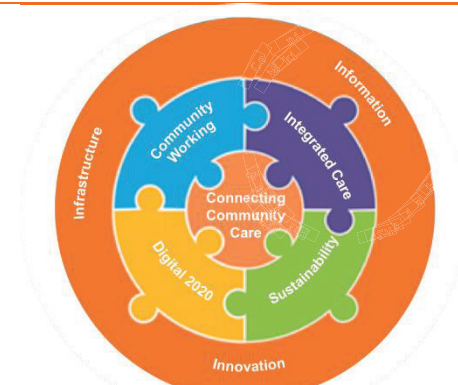 Information
Infrastructure
Community
Working
Integrated Care
Connecting
Community
Care
Digital 2020
Sustainability
Innovation